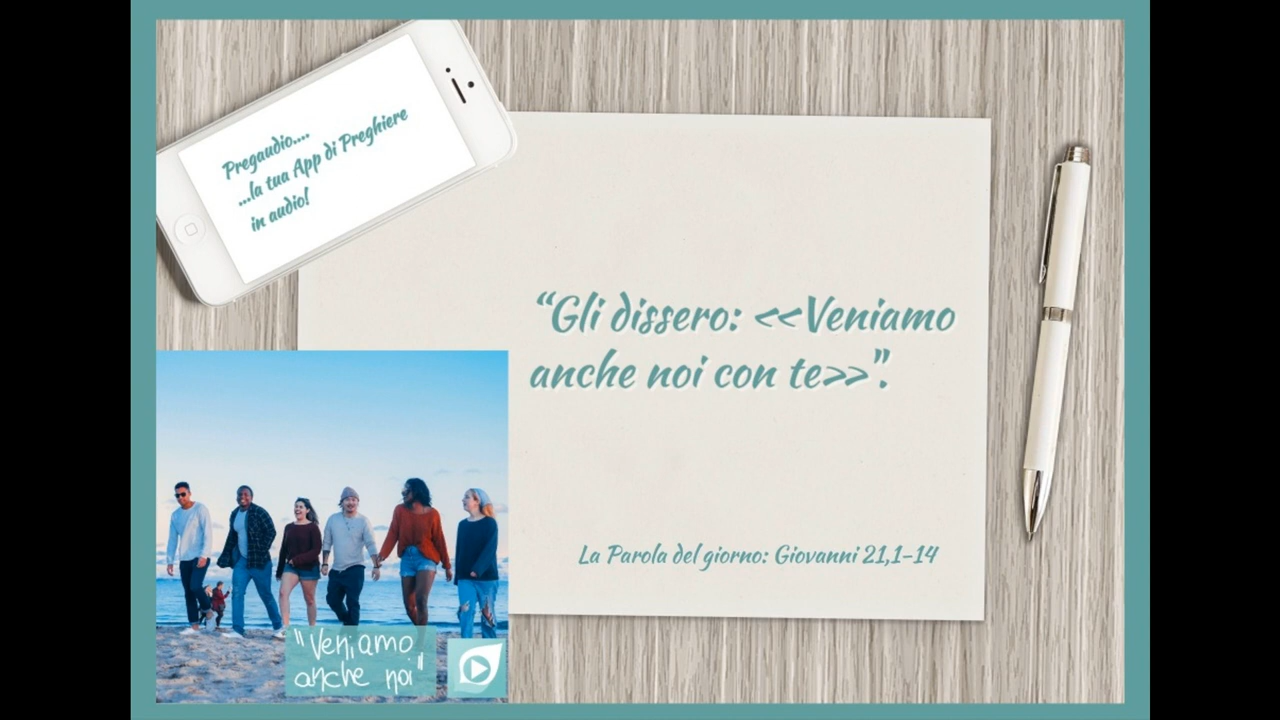 Pregaudio....
...la tua App di Preghiere
in audio!
“Gli dissero: <<Veniamo
anche noi con te>>”.
La Parola del giorno: Giovanni 21,1-14
"Veniamo
anche noi"